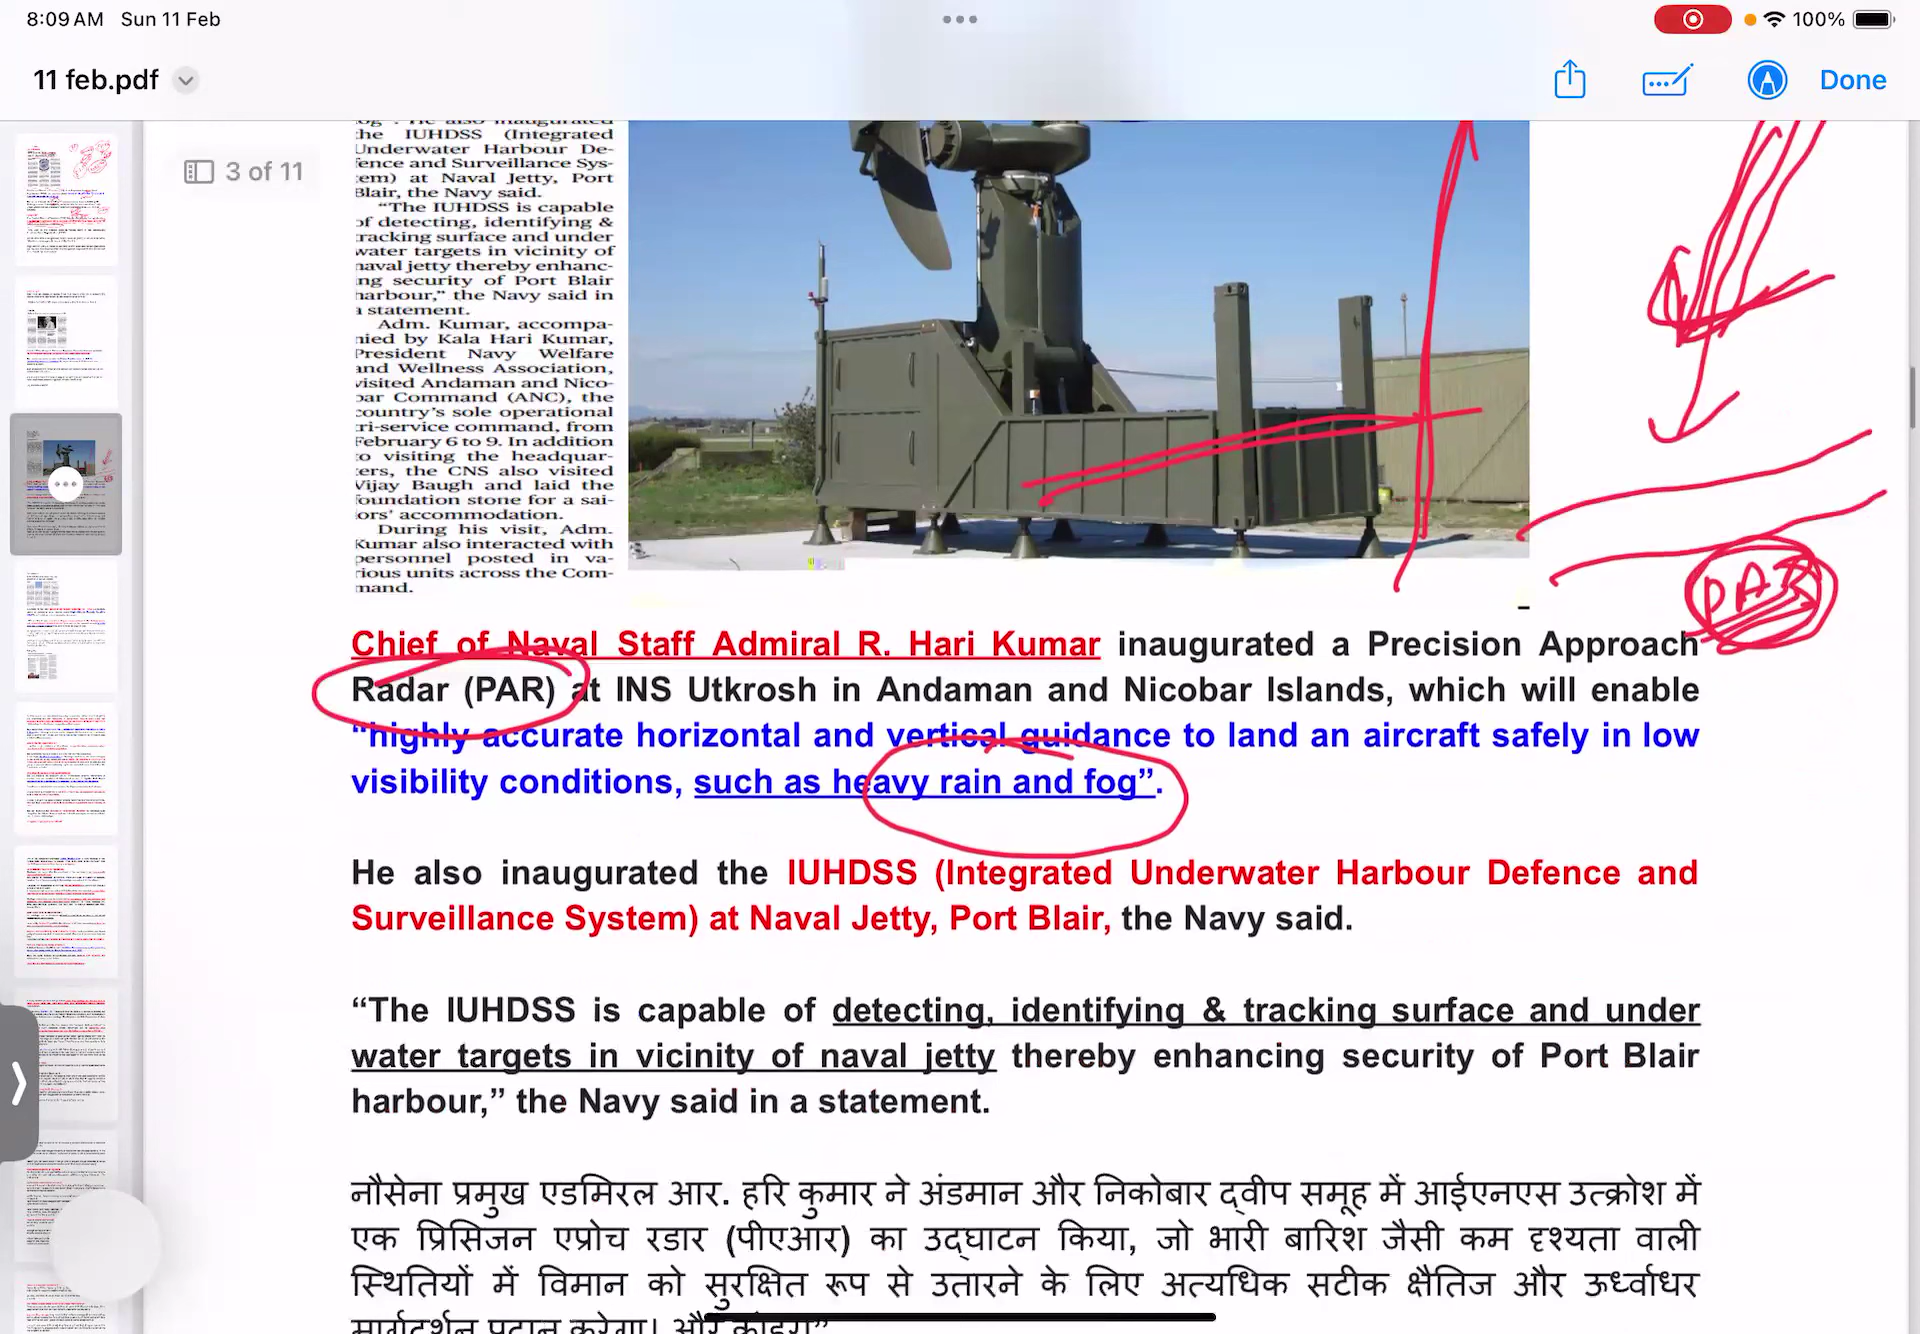 8:09 AM Sun 11 Feb
100%
11 feb.pdf
Done
3 of 11
the IUHDSS (Integrated
Underwater Harbour De-
fence and Surveillance Sys-
tem) at Naval Jetty, Port
Blair, the Navy said.
“The IUHDSS is capable
of detecting, identifying &
tracking surface and under
water targets in vicinity of
naval jetty thereby enhanc-
ing security of Port Blair
harbour,” the Navy said in
a statement.
Adm. Kumar, accompa-
nied by Kala Hari Kumar,
President Navy Welfare
and Wellness Association,
visited Andaman and Nico-
bar Command (ANC), the
country’s sole operational
tri-service command, from
February 6 to 9. In addition
to visiting the headquar-
ters, the CNS also visited
Vijay Baugh and laid the
foundation stone for a sai-
lors’ accommodation.
During his visit, Adm.
Kumar also interacted with
personnel posted in va-
rious units across the Com-
mand.
PAR
Chief of Naval Staff Admiral R. Hari Kumar inaugurated a Precision Approach
Radar (PAR) at INS Utkrosh in Andaman and Nicobar Islands, which will enable
“highly accurate horizontal and vertical guidance to land an aircraft safely in low
visibility conditions, such as heavy rain and fog”.
He also inaugurated the IUHDSS (Integrated Underwater Harbour Defence and
Surveillance System) at Naval Jetty, Port Blair, the Navy said.
“The IUHDSS is capable of detecting, identifying & tracking surface and under
water targets in vicinity of naval jetty thereby enhancing security of Port Blair
harbour,” the Navy said in a statement.
नौसेना प्रमुख एडमिरल आर. हरि कुमार ने अंडमान और निकोबार द्वीप समूह में आईएनएस उत्क्रोश में
एक प्रिसिजन एप्रोच रडार (पीएआर) का उद्घाटन किया, जो भारी बारिश जैसी कम दृश्यता वाली
स्थितियों में विमान को सुरक्षित रूप से उतारने के लिए अत्यधिक सटीक क्षैतिज और ऊर्ध्वाधर
मार्गदर्शन प्रदान करेगा। और कोहरा”